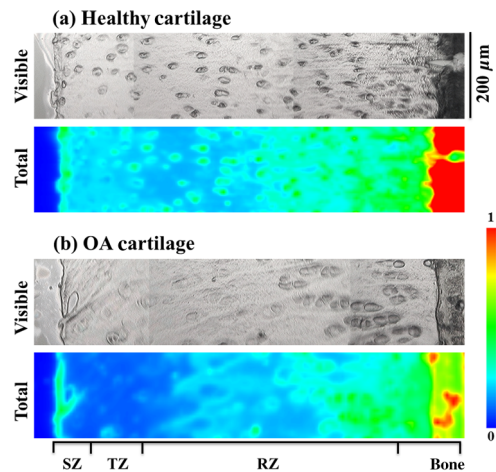 (a) Healthy cartilage
Visible
200 μm
Total
(b) OA cartilage
Visible
Total
1
0
SZ TZ RZ Bone